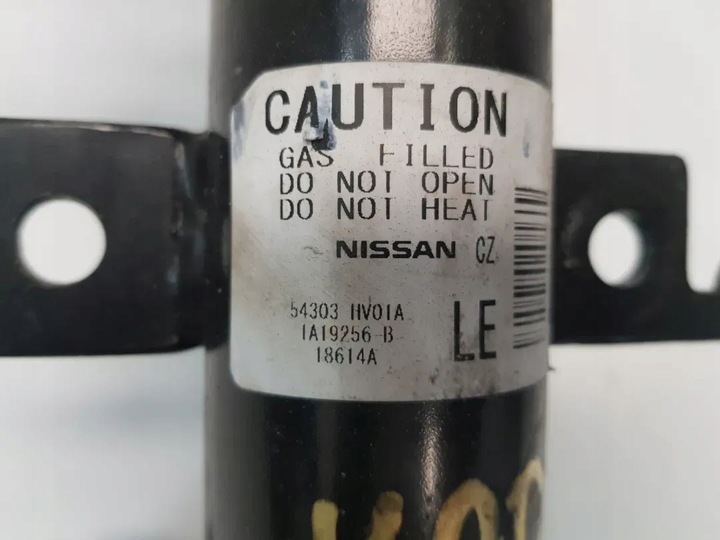 CAUTION
GAS FILLED
DO NOT OPEN
DO NOT HEAT
NISSAN CZ
54303 HV01A
1A19256-B
18614A
LE